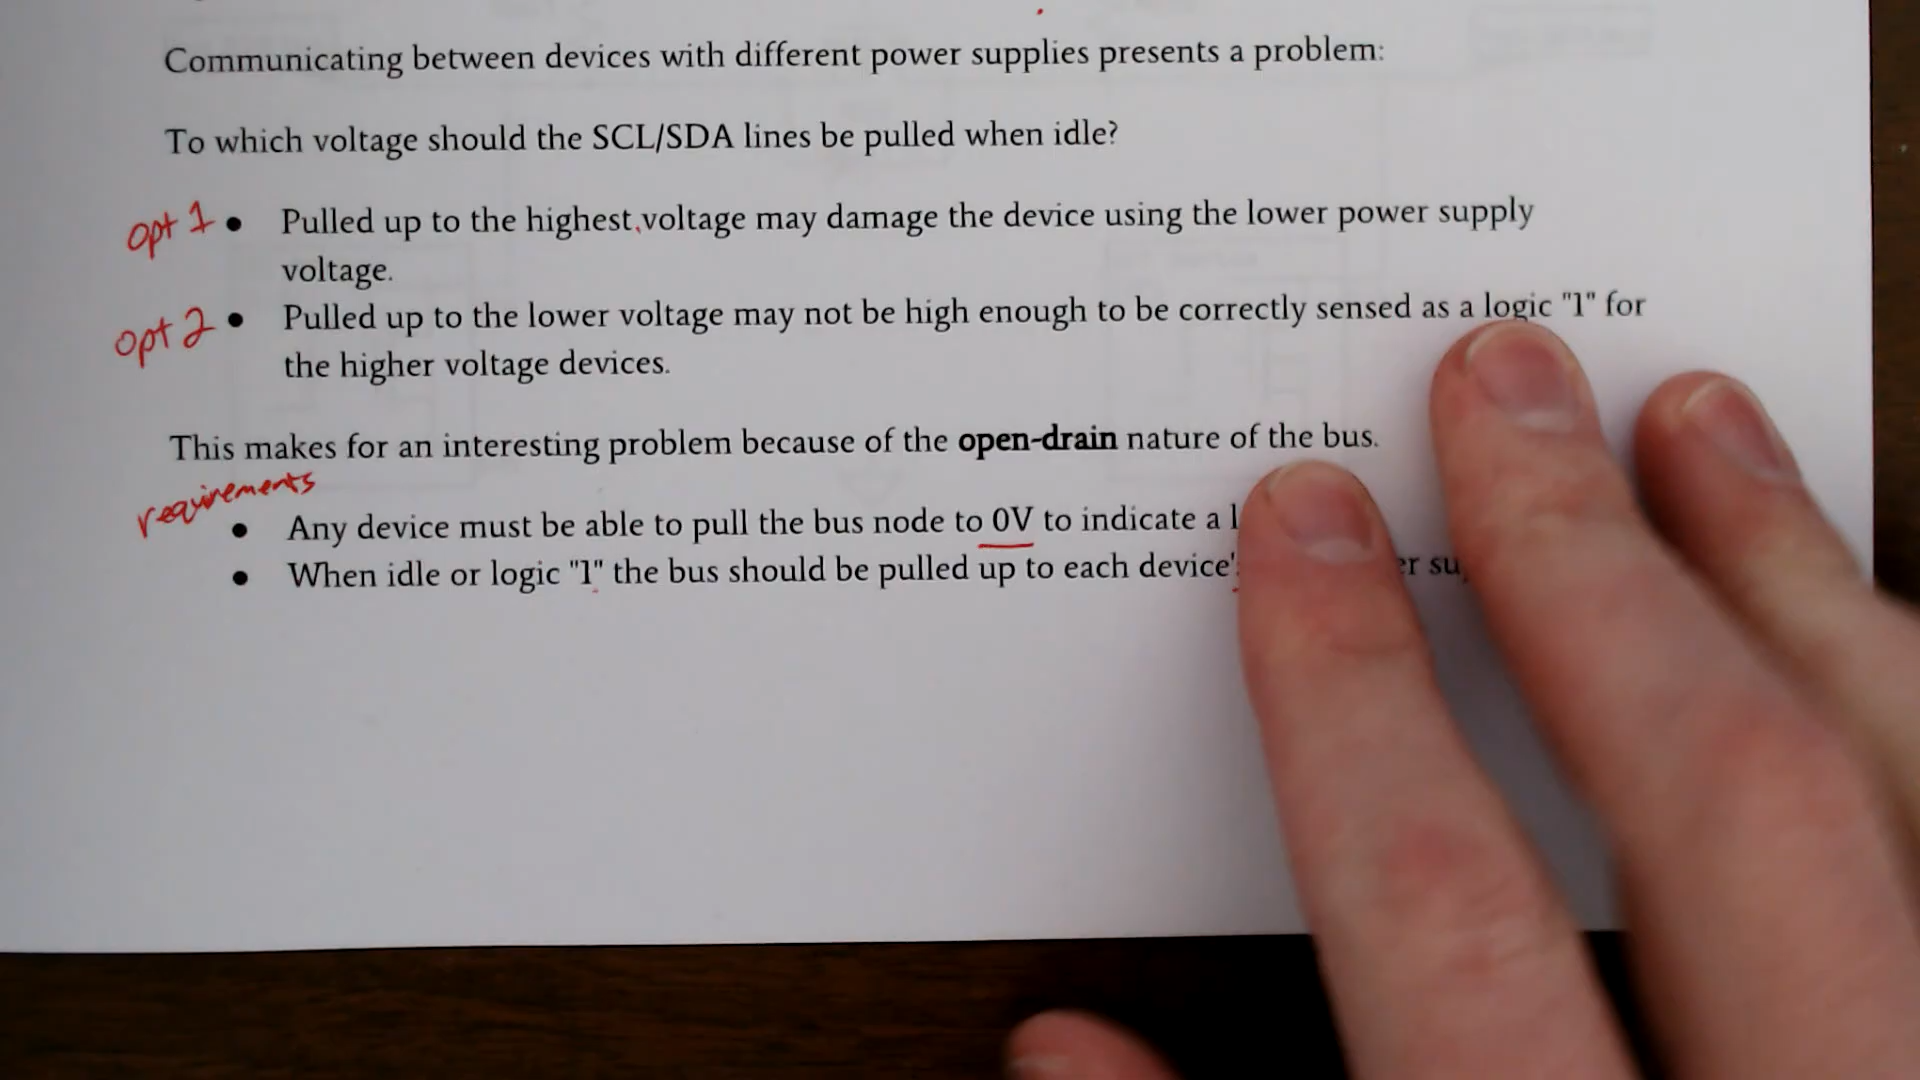 Communicating between devices with different power supplies presents a problem:
To which voltage should the SCL/SDA lines be pulled when idle?
opt 1 • Pulled up to the highest voltage may damage the device using the lower power supply
voltage.
opt 2 • Pulled up to the lower voltage may not be high enough to be correctly sensed as a logic "1" for
the higher voltage devices.
This makes for an interesting problem because of the open-drain nature of the bus.
requirements
• Any device must be able to pull the bus node to 0V to indicate a
• When idle or logic "1" the bus should be pulled up to each device'